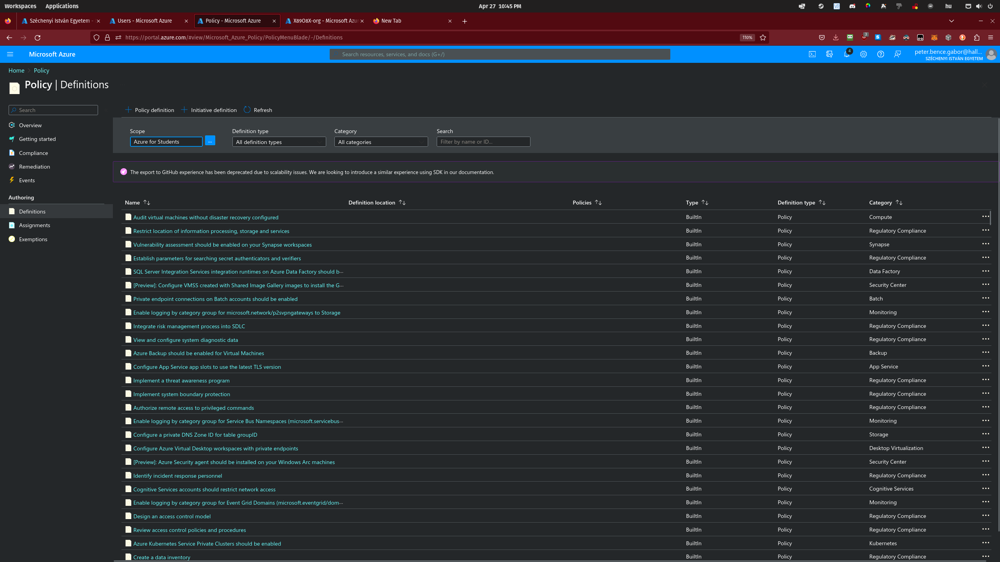 Workspaces Applications Apr 27 10:45 PM hu
Széchenyi István Egyetem - Users - Microsoft Azure Policy - Microsoft Azure X89O8X-org - Microsoft Azur New Tab
https://portal.azure.com/#view/Microsoft_Azure_Policy/PolicyMenuBlade/~/Definitions 110% 3
Microsoft Azure Search resources, services, and docs (G+/) 4 peter.bence.gabor@hall...
SZÉCHENYI ISTVÁN EGYETEM
Home Policy
Policy | Definitions
Search
Overview
Getting started
Compliance
Remediation
Events
Authoring
Definitions
Assignments
Exemptions
Policy definition Initiative definition Refresh
Scope Definition type Category Search
Azure for Students ... All definition types All categories Filter by name or ID...
The export to GitHub experience has been deprecated due to scalability issues. We are looking to introduce a similar experience using SDK in our documentation.
Name Definition location Policies Type Definition type Category
Audit virtual machines without disaster recovery configured BuiltIn Policy Compute
Restrict location of information processing, storage and services BuiltIn Policy Regulatory Compliance
Vulnerability assessment should be enabled on your Synapse workspaces BuiltIn Policy Synapse
Establish parameters for searching secret authenticators and verifiers BuiltIn Policy Regulatory Compliance
SQL Server Integration Services integration runtimes on Azure Data Factory should b... BuiltIn Policy Data Factory
[Preview]: Configure VMSS created with Shared Image Gallery images to install the G... BuiltIn Policy Security Center
Private endpoint connections on Batch accounts should be enabled BuiltIn Policy Batch
Enable logging by category group for microsoft.network/p2svpngateways to Storage BuiltIn Policy Monitoring
Integrate risk management process into SDLC BuiltIn Policy Regulatory Compliance
View and configure system diagnostic data BuiltIn Policy Regulatory Compliance
Azure Backup should be enabled for Virtual Machines BuiltIn Policy Backup
Configure App Service app slots to use the latest TLS version BuiltIn Policy App Service
Implement a threat awareness program BuiltIn Policy Regulatory Compliance
Implement system boundary protection BuiltIn Policy Regulatory Compliance
Authorize remote access to privileged commands BuiltIn Policy Regulatory Compliance
Enable logging by category group for Service Bus Namespaces (microsoft.servicebus... BuiltIn Policy Monitoring
Configure a private DNS Zone ID for table groupID BuiltIn Policy Storage
Configure Azure Virtual Desktop workspaces with private endpoints BuiltIn Policy Desktop Virtualization
[Preview]: Azure Security agent should be installed on your Windows Arc machines BuiltIn Policy Security Center
Identify incident response personnel BuiltIn Policy Regulatory Compliance
Cognitive Services accounts should restrict network access BuiltIn Policy Cognitive Services
Enable logging by category group for Event Grid Domains (microsoft.eventgrid/dom... BuiltIn Policy Monitoring
Design an access control model BuiltIn Policy Regulatory Compliance
Review access control policies and procedures BuiltIn Policy Regulatory Compliance
Azure Kubernetes Service Private Clusters should be enabled BuiltIn Policy Kubernetes
Create a data inventory BuiltIn Policy Regulatory Compliance